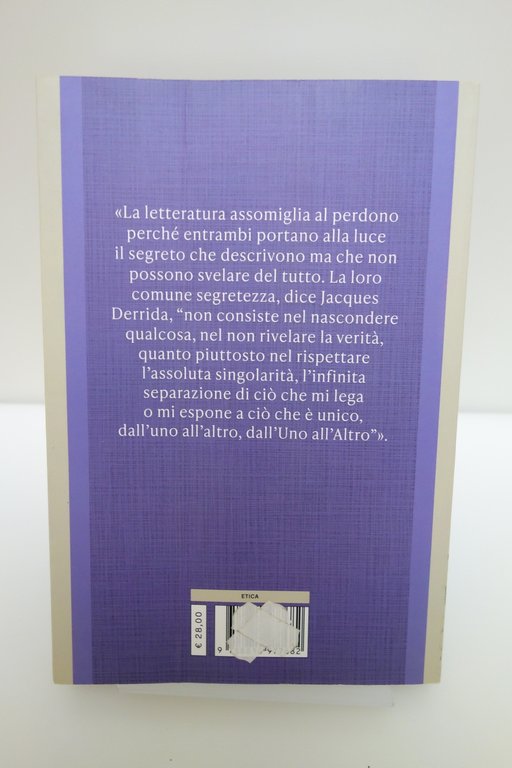 «La letteratura assomiglia al perdono
perché entrambi portano alla luce
il segreto che descrivono ma che non
possono svelare del tutto. La loro
comune segretezza, dice Jacques
Derrida, “non consiste nel nascondere
qualcosa, nel non rivelare la verità,
quanto piuttosto nel rispettare
l’assoluta singolarità, l’infinita
separazione di ciò che mi lega
o mi espone a ciò che è unico,
dall’uno all’altro, dall’Uno all’Altro”».
ETICA
€ 28,00